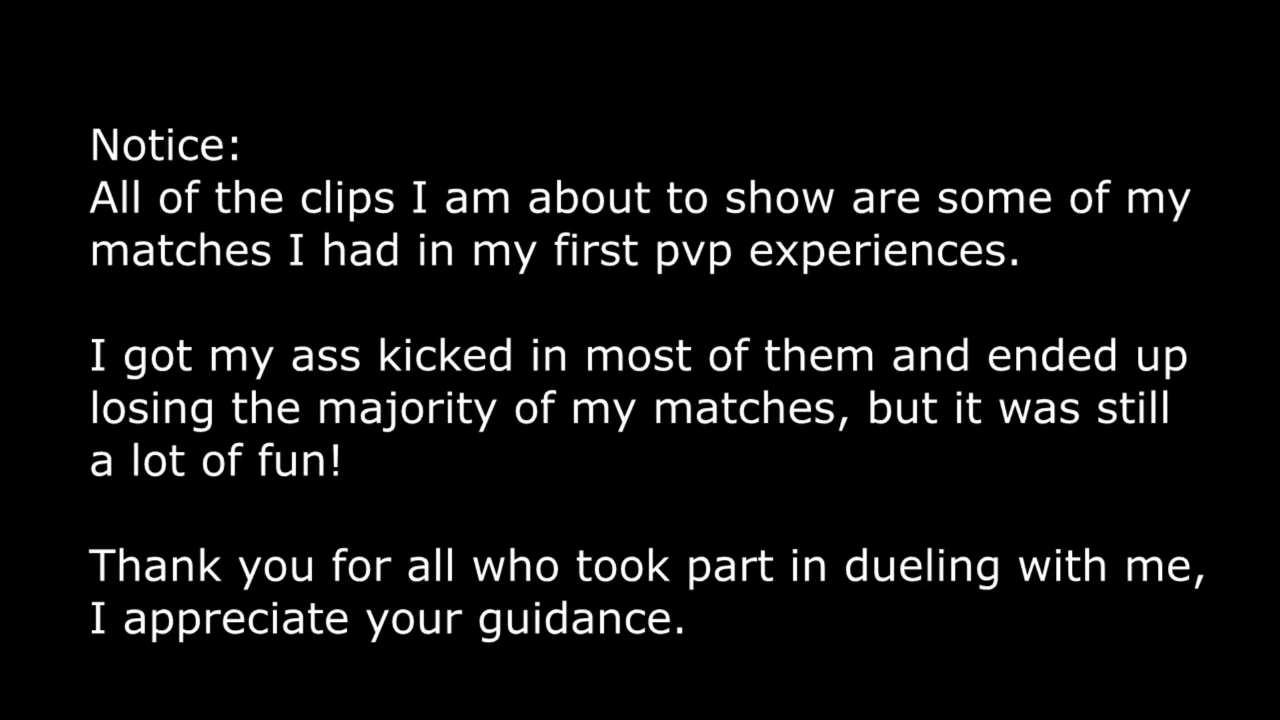 Notice:
All of the clips I am about to show are some of my
matches I had in my first pvp experiences.
I got my ass kicked in most of them and ended up
losing the majority of my matches, but it was still
a lot of fun!
Thank you for all who took part in dueling with me,
I appreciate your guidance.